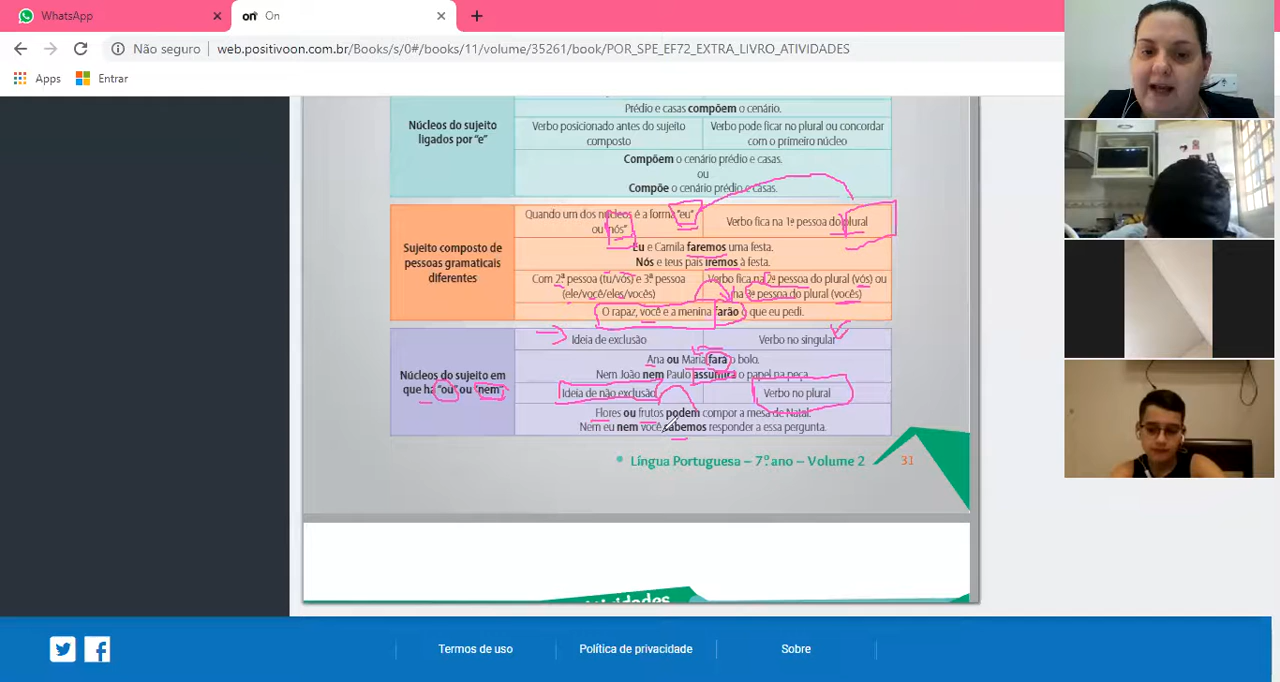 WhatsApp
on
On
Não seguro
web.positivoon.com.br/Books/s/0#/books/11/volume/35261/book/POR_SPE_EF72_EXTRA_LIVRO_ATIVIDADES
Apps
Entrar
Núcleos do sujeito
ligados por "e"
Prédio e casas compõem o cenário.
Verbo posicionado antes do sujeito
composto
Verbo pode ficar no plural ou concordar
com o primeiro núcleo
Compõem o cenário prédio e casas.
ou
Compõe o cenário prédio e casas.
Sujeito composto de
pessoas gramaticais
diferentes
Quando um dos núcleos é a forma "eu"
ou "nós"
Verbo fica na 1ª pessoa do plural
Eu e Camila faremos uma festa.
Nós e teus pais iremos à festa.
Com 2.ª pessoa (tu/vós) e 3ª pessoa
(ele/você/eles/vocês)
Verbo fica na 2ª pessoa do plural (vós) ou
na 3ª pessoa do plural (vocês)
O rapaz, você e a menina farão o que eu pedi.
Núcleos do sujeito em
que há "ou" ou "nem"
Ideia de exclusão
Verbo no singular
Ana ou Maria fará o bolo.
Nem João nem Paulo assumirá o papel na peça.
Ideia de não exclusão
Verbo no plural
Flores ou frutos podem compor a mesa de Natal.
Nem eu nem você sabemos responder a essa pergunta.
Língua Portuguesa – 7º. ano – Volume 2
31
Termos de uso
Política de privacidade
Sobre